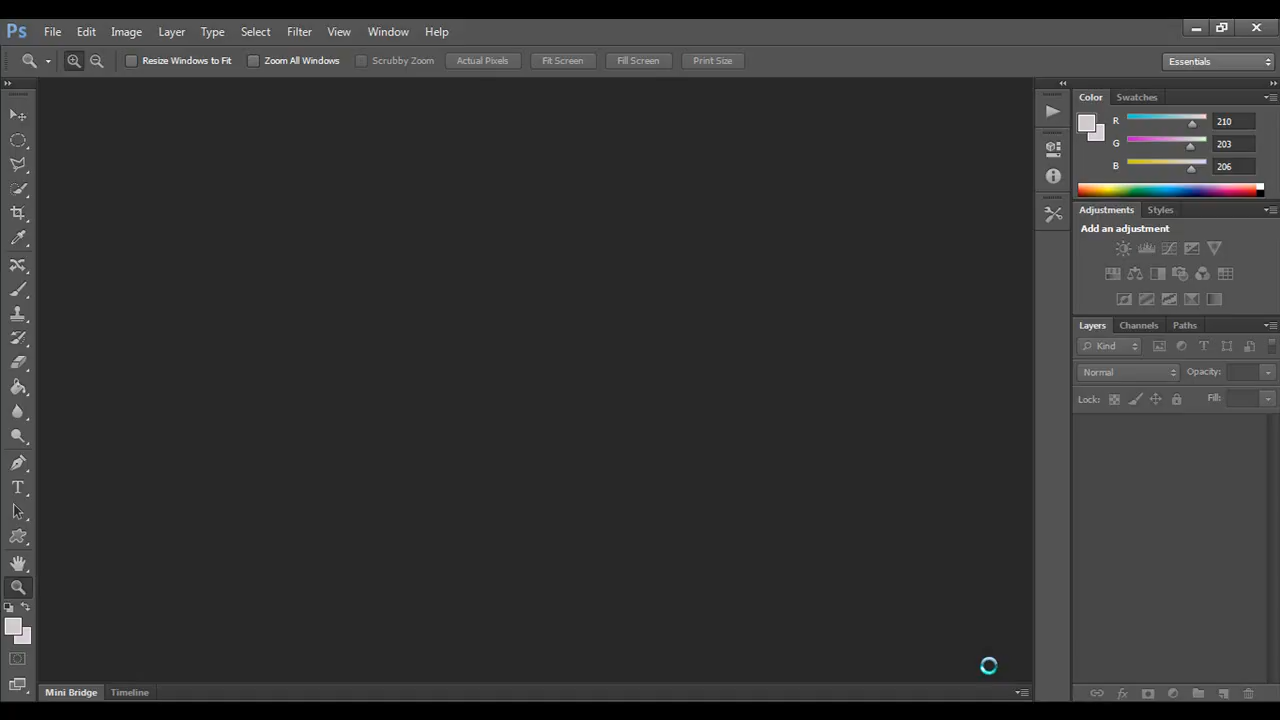 Ps File Edit Image Layer Type Select Filter View Window Help
Resize Windows to Fit Zoom All Windows Scrubby Zoom Actual Pixels Fit Screen Fill Screen Print Size Essentials
Color Swatches
R 210
G 203
B 206
Adjustments Styles
Add an adjustment
Layers Channels Paths
Kind T
Normal Opacity:
Lock: Fill:
T
fx
Mini Bridge Timeline